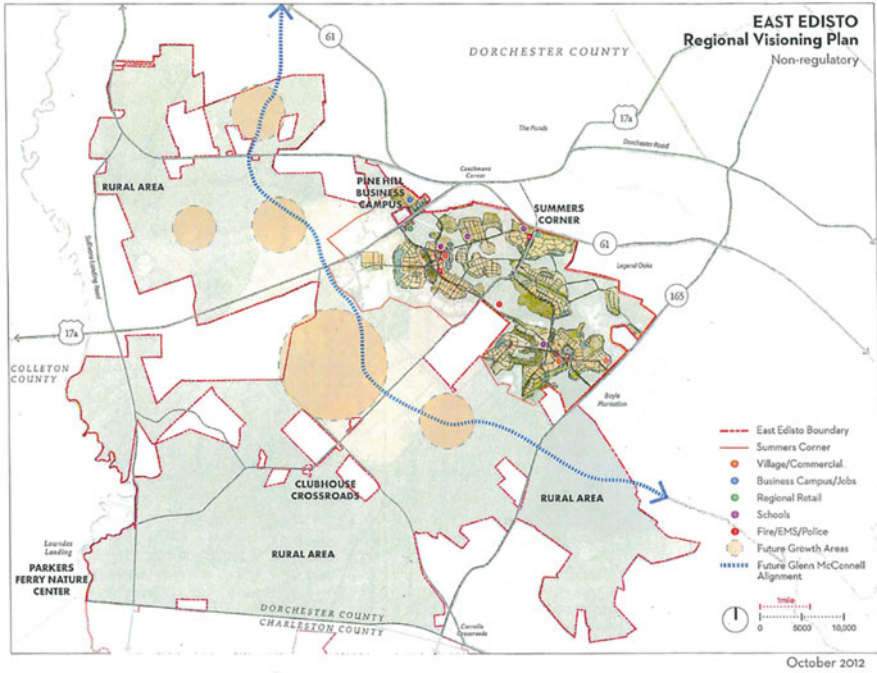 EAST EDISTO
Regional Visioning Plan
Non-regulatory
DORCHESTER COUNTY
61
17a
The Ponds
Dorchester Road
Coachmans
Corner
RURAL AREA
PINE HILL
BUSINESS
CAMPUS
SUMMERS
CORNER
61
Legend Oaks
165
17a
COLLETON
COUNTY
Boyle
Plantation
CLUBHOUSE
CROSSROADS
RURAL AREA
RURAL AREA
Lowndes
Landing
PARKERS
FERRY NATURE
CENTER
DORCHESTER COUNTY
CHARLESTON COUNTY
Crossroads
East Edisto Boundary
Summers Corner
Village/Commercial
Business Campus/Jobs
Regional Retail
Schools
Fire/EMS/Police
Future Growth Areas
Future Glenn McConnell
Alignment
1mile
0 5000 10,000
October 2012